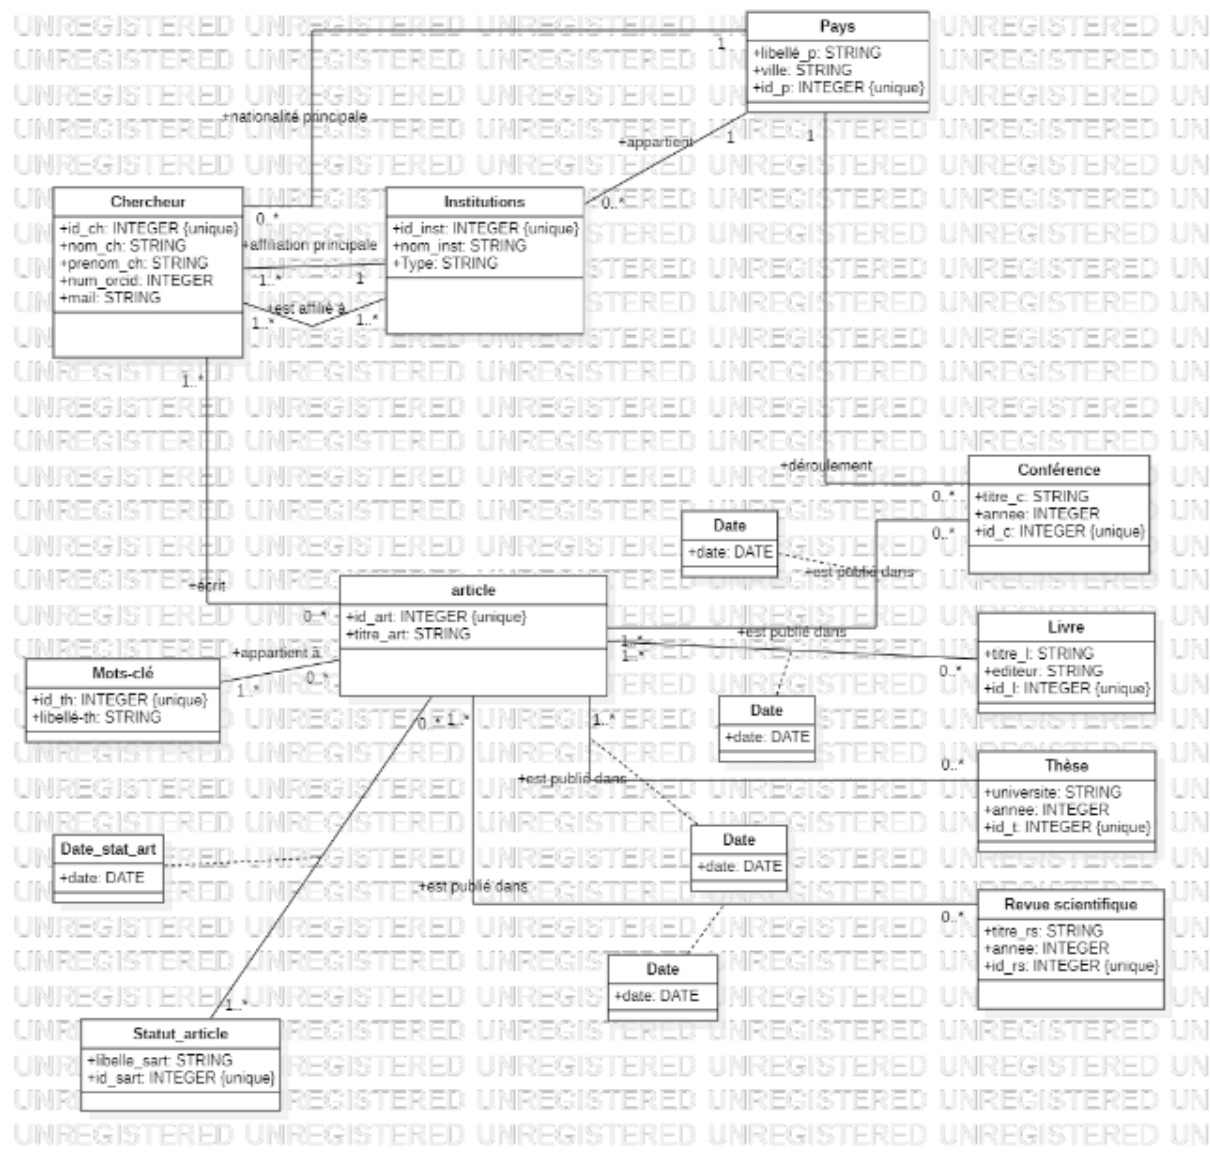 UNREGISTERED
Pays
+libellé_p: STRING
+ville: STRING
+id_p: INTEGER {unique}
1
+nationalité principale
+appartient
1
1
0..*
Chercheur
+id_ch: INTEGER {unique}
+nom_ch: STRING
+prenom_ch: STRING
+num_orcid: INTEGER
+mail: STRING
0..*
+affiliation principale
1..*
1
+est affilié à
1..*
1..*
Institutions
+id_inst: INTEGER {unique}
+nom_inst: STRING
+Type: STRING
1..*
+déroulement
0..*
0..*
Conférence
+titre_c: STRING
+annee: INTEGER
+id_c: INTEGER {unique}
Date
+date: DATE
+est publié dans
+écrit
0..*
article
+id_art: INTEGER {unique}
+titre_art: STRING
1..*
1..*
+est publié dans
0..*
Livre
+titre_l: STRING
+editeur: STRING
+id_l: INTEGER {unique}
+appartient à
1..*
0..*
Mots-clé
+id_th: INTEGER {unique}
+libellé-th: STRING
Date
+date: DATE
0..*
1..*
1..*
+est publié dans
0..*
Thèse
+universite: STRING
+annee: INTEGER
+id_t: INTEGER {unique}
Date_stat_art
+date: DATE
Date
+date: DATE
+est publié dans
0..*
Revue scientifique
+titre_rs: STRING
+annee: INTEGER
+id_rs: INTEGER {unique}
Date
+date: DATE
1..*
Statut_article
+libelle_sart: STRING
+id_sart: INTEGER {unique}